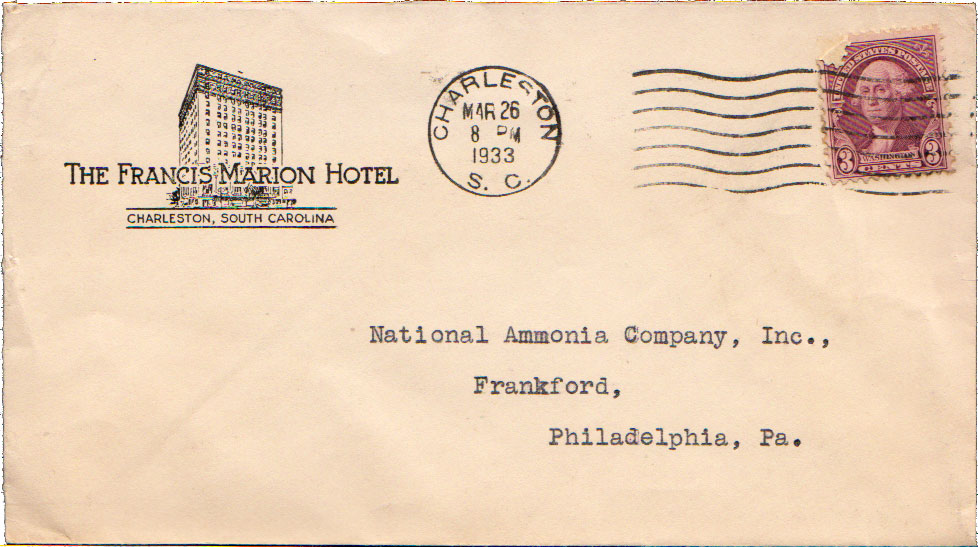 THE FRANCIS MARION HOTEL
CHARLESTON, SOUTH CAROLINA
CHARLESTON
MAR 26
8 PM
1933
S. C.
UNITED STATES POSTAGE
WASHINGTON
3 3
National Ammonia Company, Inc.,
Frankford,
Philadelphia, Pa.